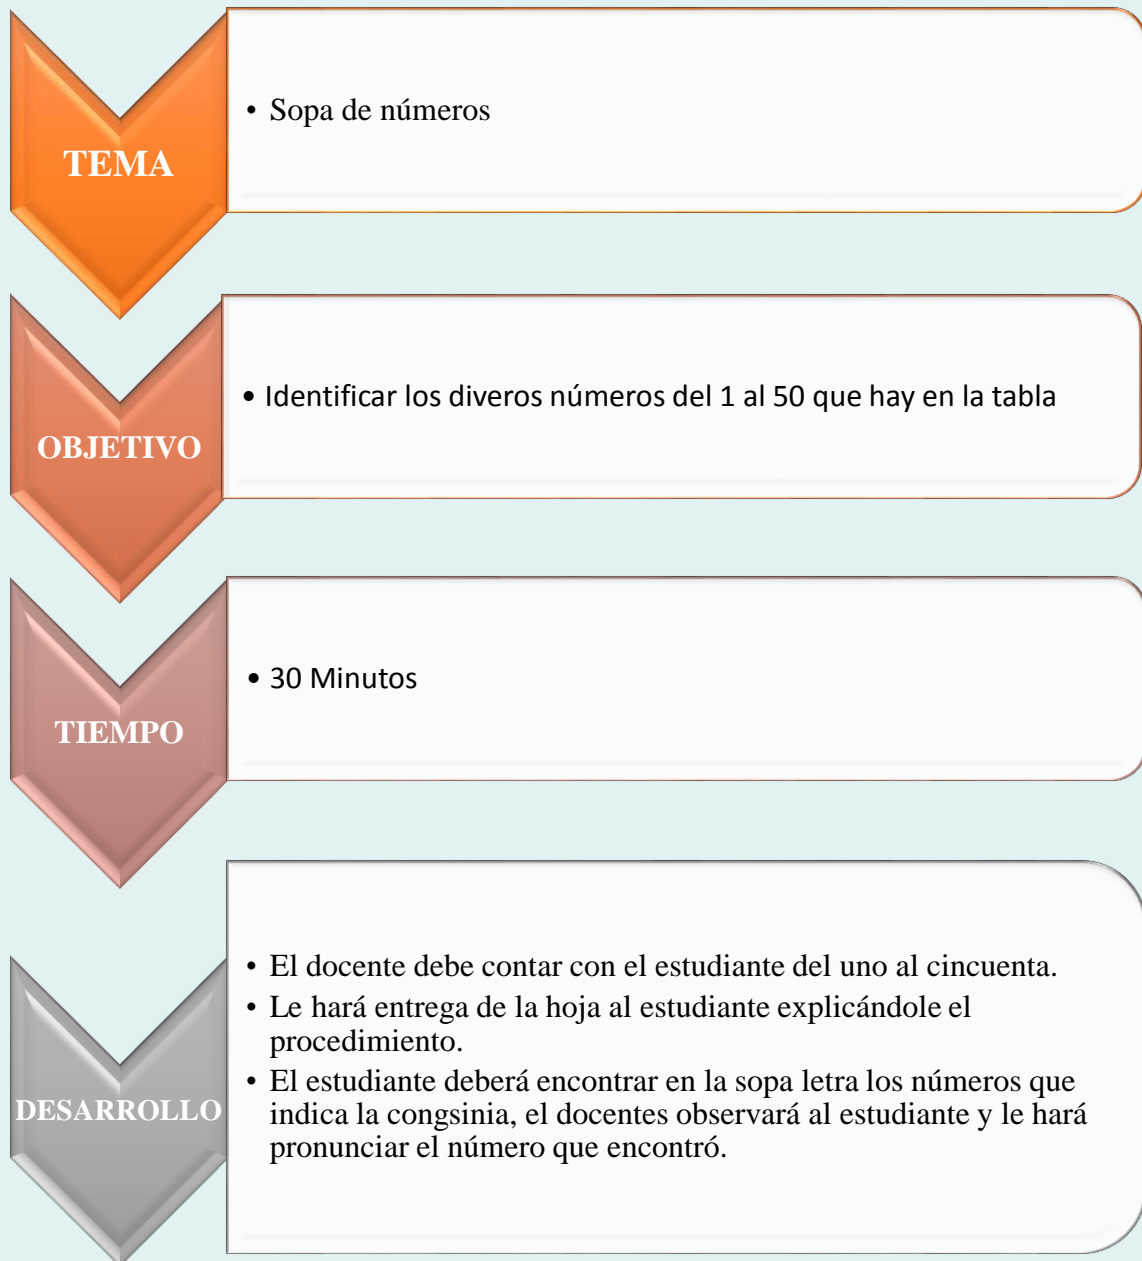 TEMA
• Sopa de números
OBJETIVO
• Identificar los diveros números del 1 al 50 que hay en la tabla
TIEMPO
• 30 Minutos
DESARROLLO
• El docente debe contar con el estudiante del uno al cincuenta.
• Le hará entrega de la hoja al estudiante explicándole el
procedimiento.
• El estudiante deberá encontrar en la sopa letra los números que
indica la congsinia, el docentes observará al estudiante y le hará
pronunciar el número que encontró.